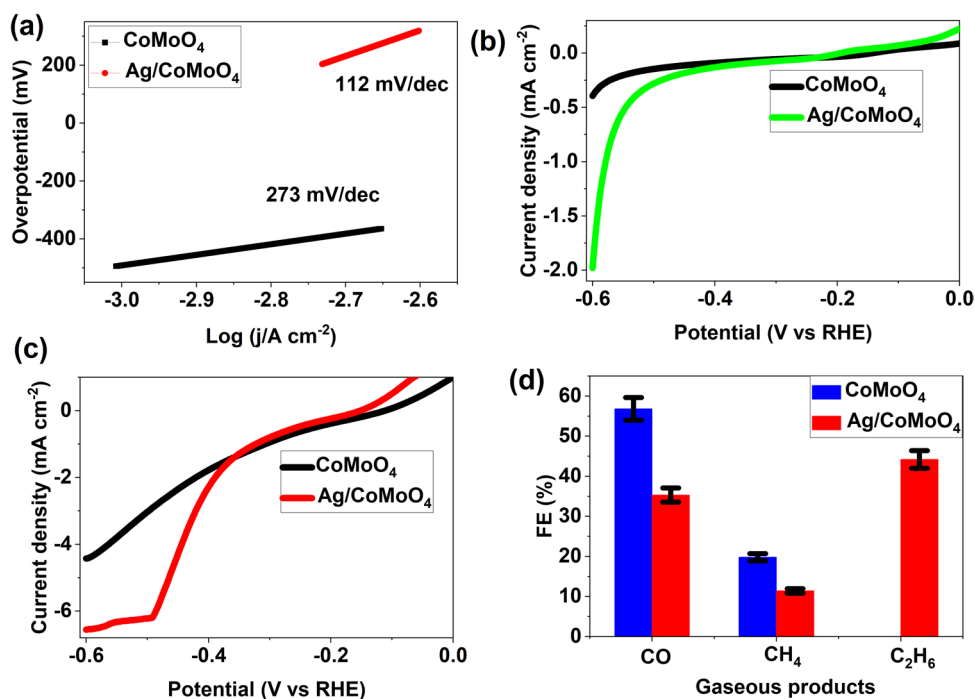 (a)
CoMoO₄
Ag/CoMoO₄
112 mV/dec
273 mV/dec
Overpotential (mV)
200
0
-200
-400
-3.0 -2.9 -2.8 -2.7 -2.6
Log (j/A cm⁻²)
(b)
CoMoO₄
Ag/CoMoO₄
Current density (mA cm⁻²)
0.0
-0.5
-1.0
-1.5
-2.0
-0.6 -0.4 -0.2 0.0
Potential (V vs RHE)
(c)
CoMoO₄
Ag/CoMoO₄
Current density (mA cm⁻²)
0
-2
-4
-6
-0.6 -0.4 -0.2 0.0
Potential (V vs RHE)
(d)
CoMoO₄
Ag/CoMoO₄
FE (%)
60
50
40
30
20
10
0
CO CH₄ C₂H₆
Gaseous products